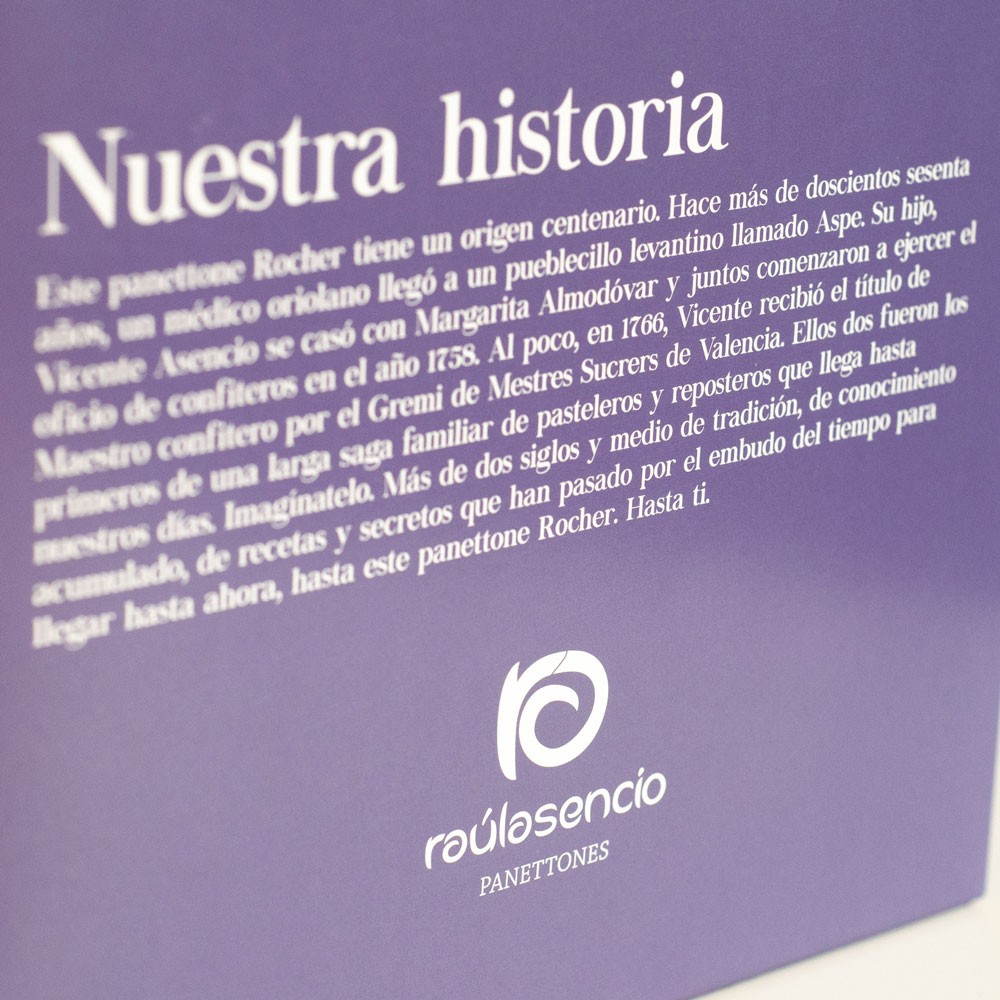 Nuestra historia
Este panettone Rocher tiene un origen centenario. Hace más de doscientos sesenta
años, un médico oriolano llegó a un pueblecillo levantino llamado Aspe. Su hijo,
Vicente Asencio se casó con Margarita Almodóvar y juntos comenzaron a ejercer el
oficio de confiteros en el año 1758. Al poco, en 1766, Vicente recibió el título de
Maestro confitero por el Gremi de Mestres Sucrers de Valencia. Ellos dos fueron los
primeros de una larga saga familiar de pasteleros y reposteros que llega hasta
nuestros días. Imagínatelo. Más de dos siglos y medio de tradición, de conocimiento
acumulado, de recetas y secretos que han pasado por el embudo del tiempo para
llegar hasta ahora, hasta este panettone Rocher. Hasta ti.
raúlasencio
PANETTONES